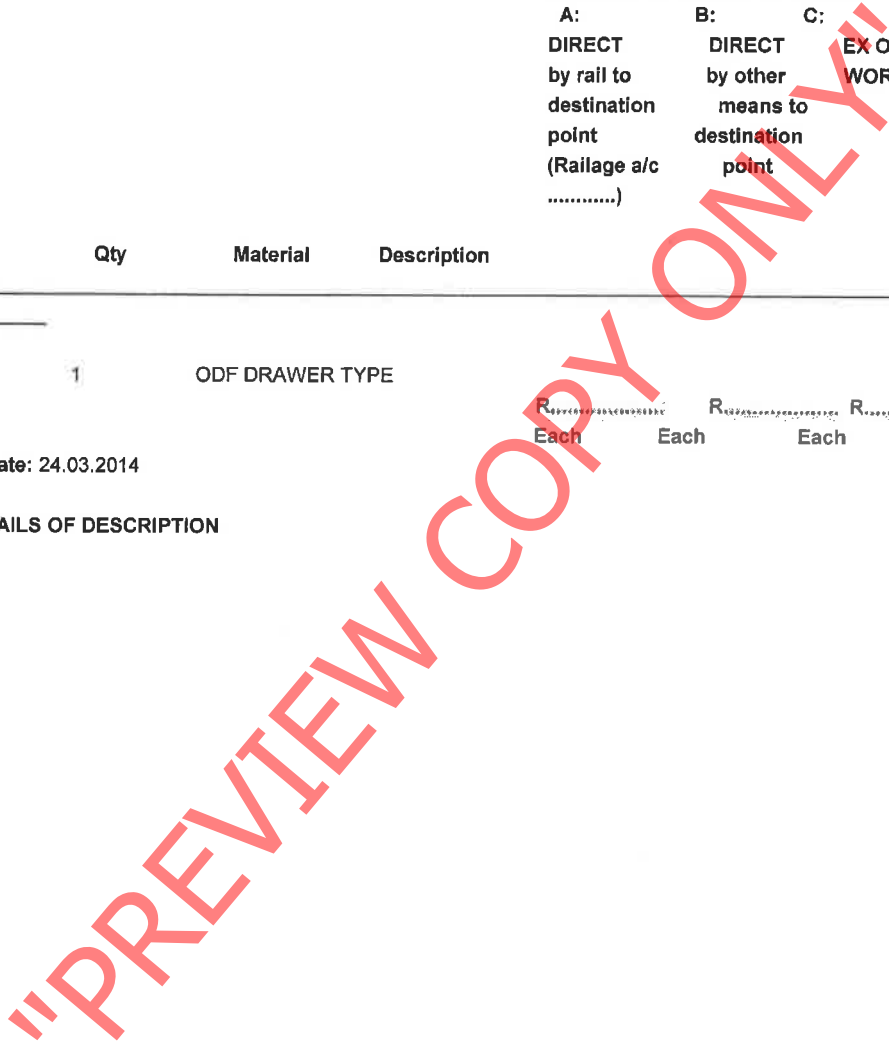 A: B: C:
DIRECT DIRECT EX O
by rail to by other WOR
destination means to
point destination
(Railage a/c point
.............)
Qty Material Description
1 ODF DRAWER TYPE
R.................... R.................... R.....
Each Each Each
ate: 24.03.2014
AILS OF DESCRIPTION
"PREVIEW COPY ONLY"